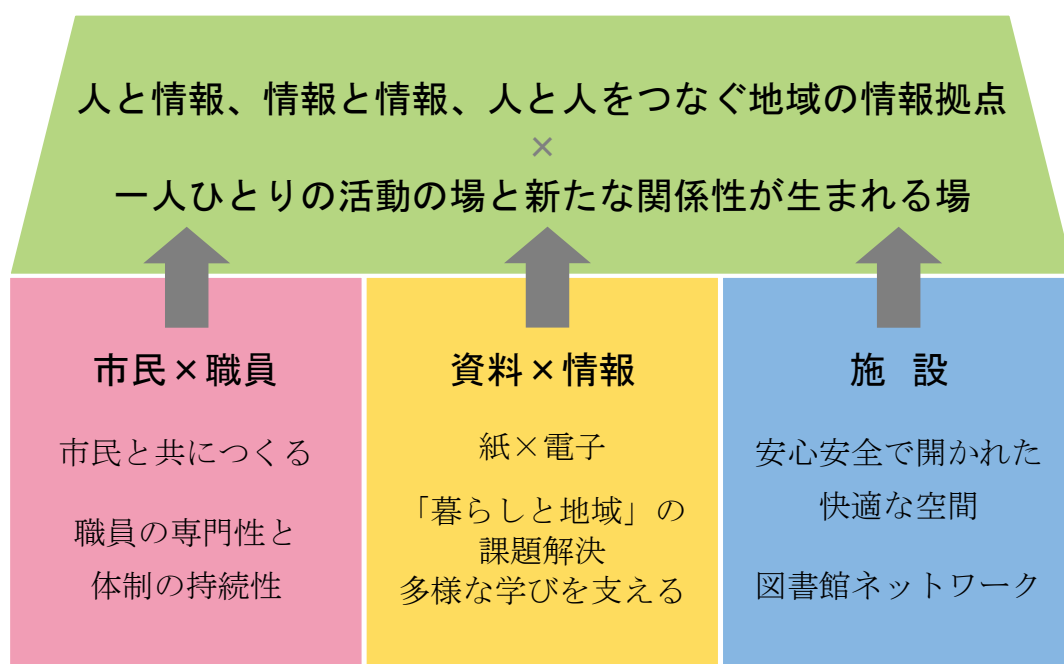 人と情報、情報と情報、人と人をつなぐ地域の情報拠点
×
一人ひとりの活動の場と新たな関係性が生まれる場
市民×職員
市民と共につくる
職員の専門性と
体制の持続性
資料×情報
紙×電子
「暮らしと地域」の
課題解決
多様な学びを支える
施 設
安心安全で開かれた
快適な空間
図書館ネットワーク